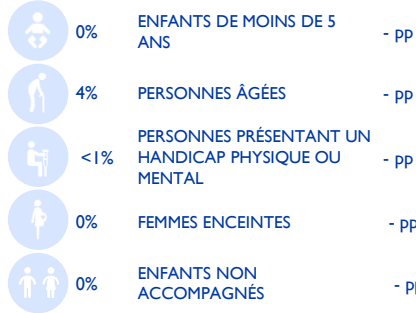 0% ENFANTS DE MOINS DE 5 ANS - pp
4% PERSONNES ÂGÉES - pp
<1% PERSONNES PRÉSENTANT UN HANDICAP PHYSIQUE OU MENTAL - pp
0% FEMMES ENCEINTES - pp
0% ENFANTS NON ACCOMPAGNÉS - pp